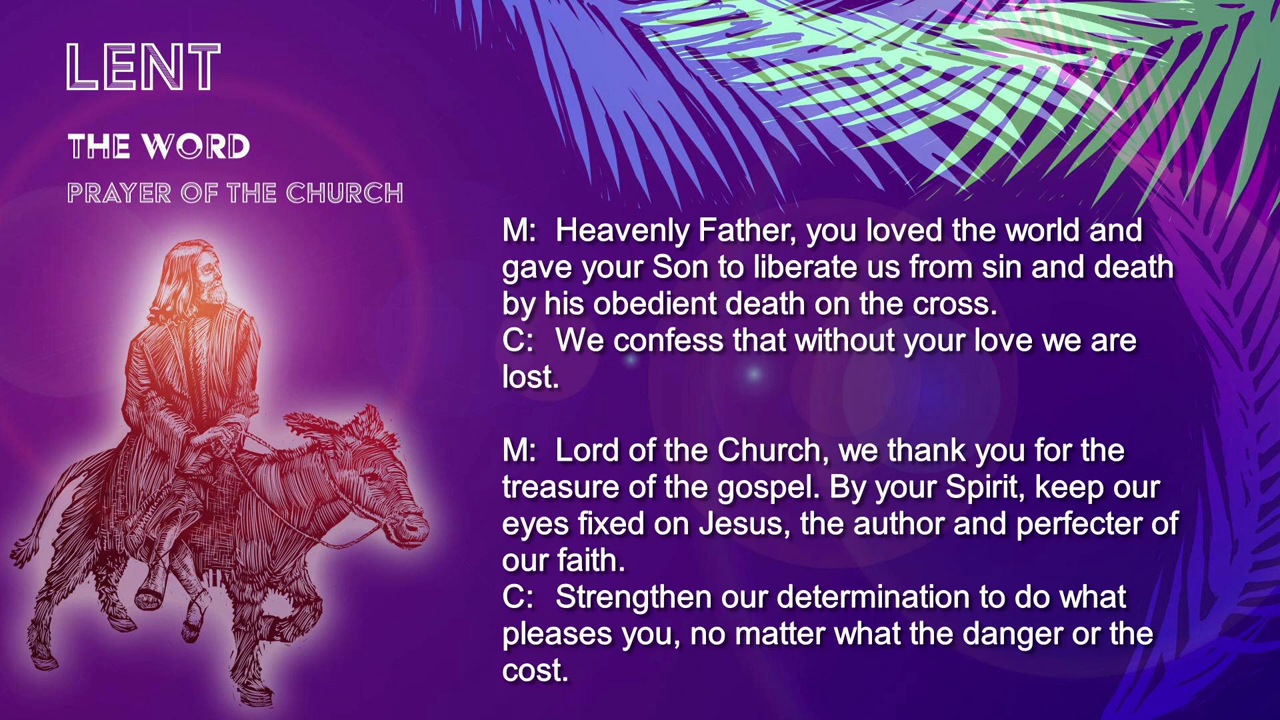 LENT
THE WORD
PRAYER OF THE CHURCH
M: Heavenly Father, you loved the world and
gave your Son to liberate us from sin and death
by his obedient death on the cross.
C: We confess that without your love we are
lost.
M: Lord of the Church, we thank you for the
treasure of the gospel. By your Spirit, keep our
eyes fixed on Jesus, the author and perfecter of
our faith.
C: Strengthen our determination to do what
pleases you, no matter what the danger or the
cost.